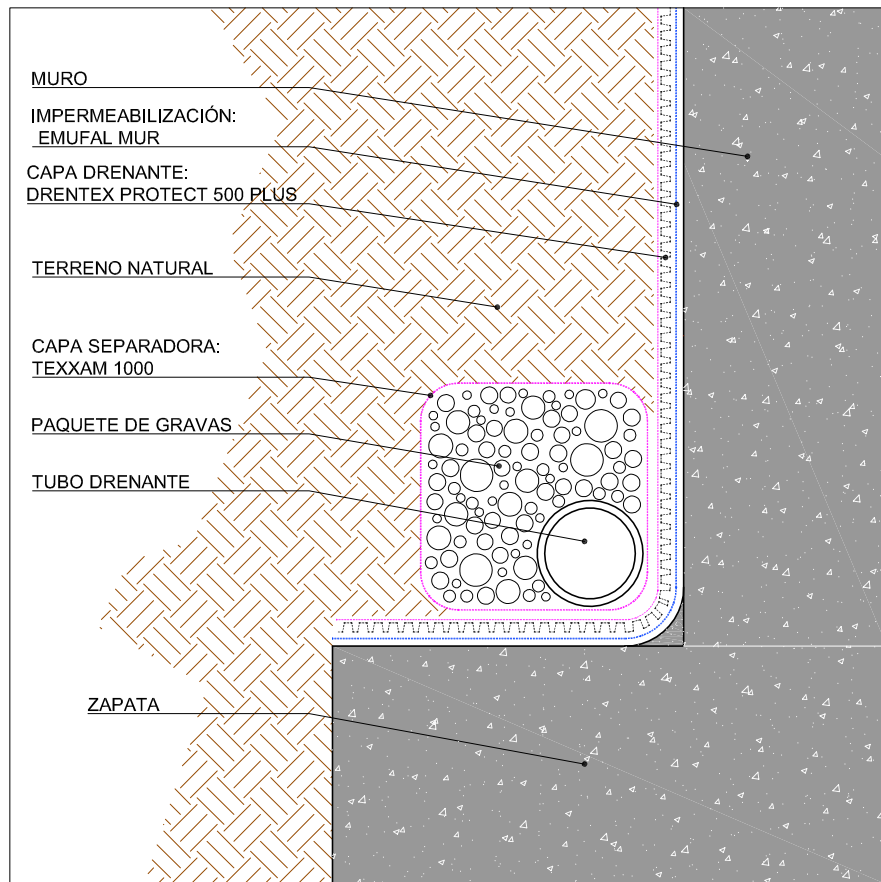 MURO
IMPERMEABILIZACIÓN:
EMUFAL MUR
CAPA DRENANTE:
DRENTEX PROTECT 500 PLUS
TERRENO NATURAL
CAPA SEPARADORA:
TEXXAM 1000
PAQUETE DE GRAVAS
TUBO DRENANTE
ZAPATA